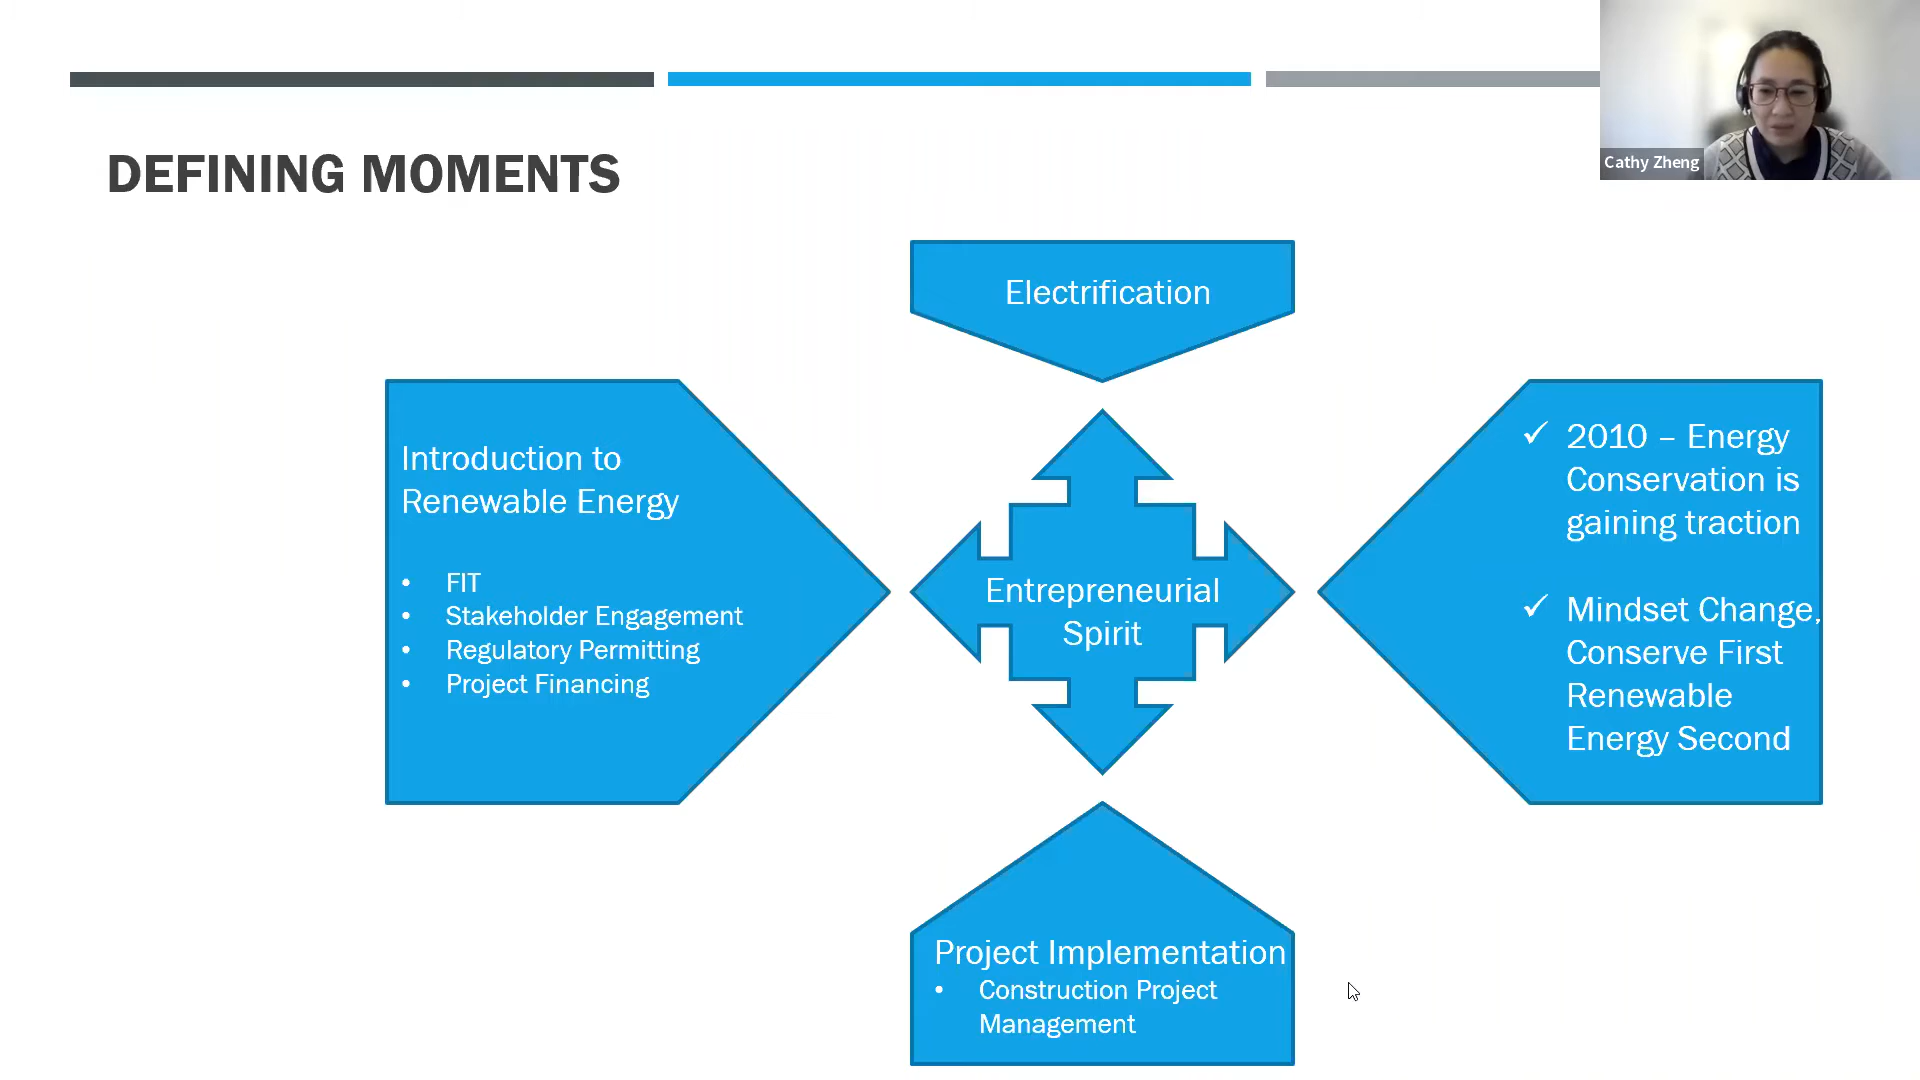 Cathy Zheng
DEFINING MOMENTS
Electrification
Introduction to
Renewable Energy
• FIT
• Stakeholder Engagement
• Regulatory Permitting
• Project Financing
Entrepreneurial
Spirit
✓ 2010 – Energy
Conservation is
gaining traction
✓ Mindset Change,
Conserve First
Renewable
Energy Second
Project Implementation
• Construction Project
Management